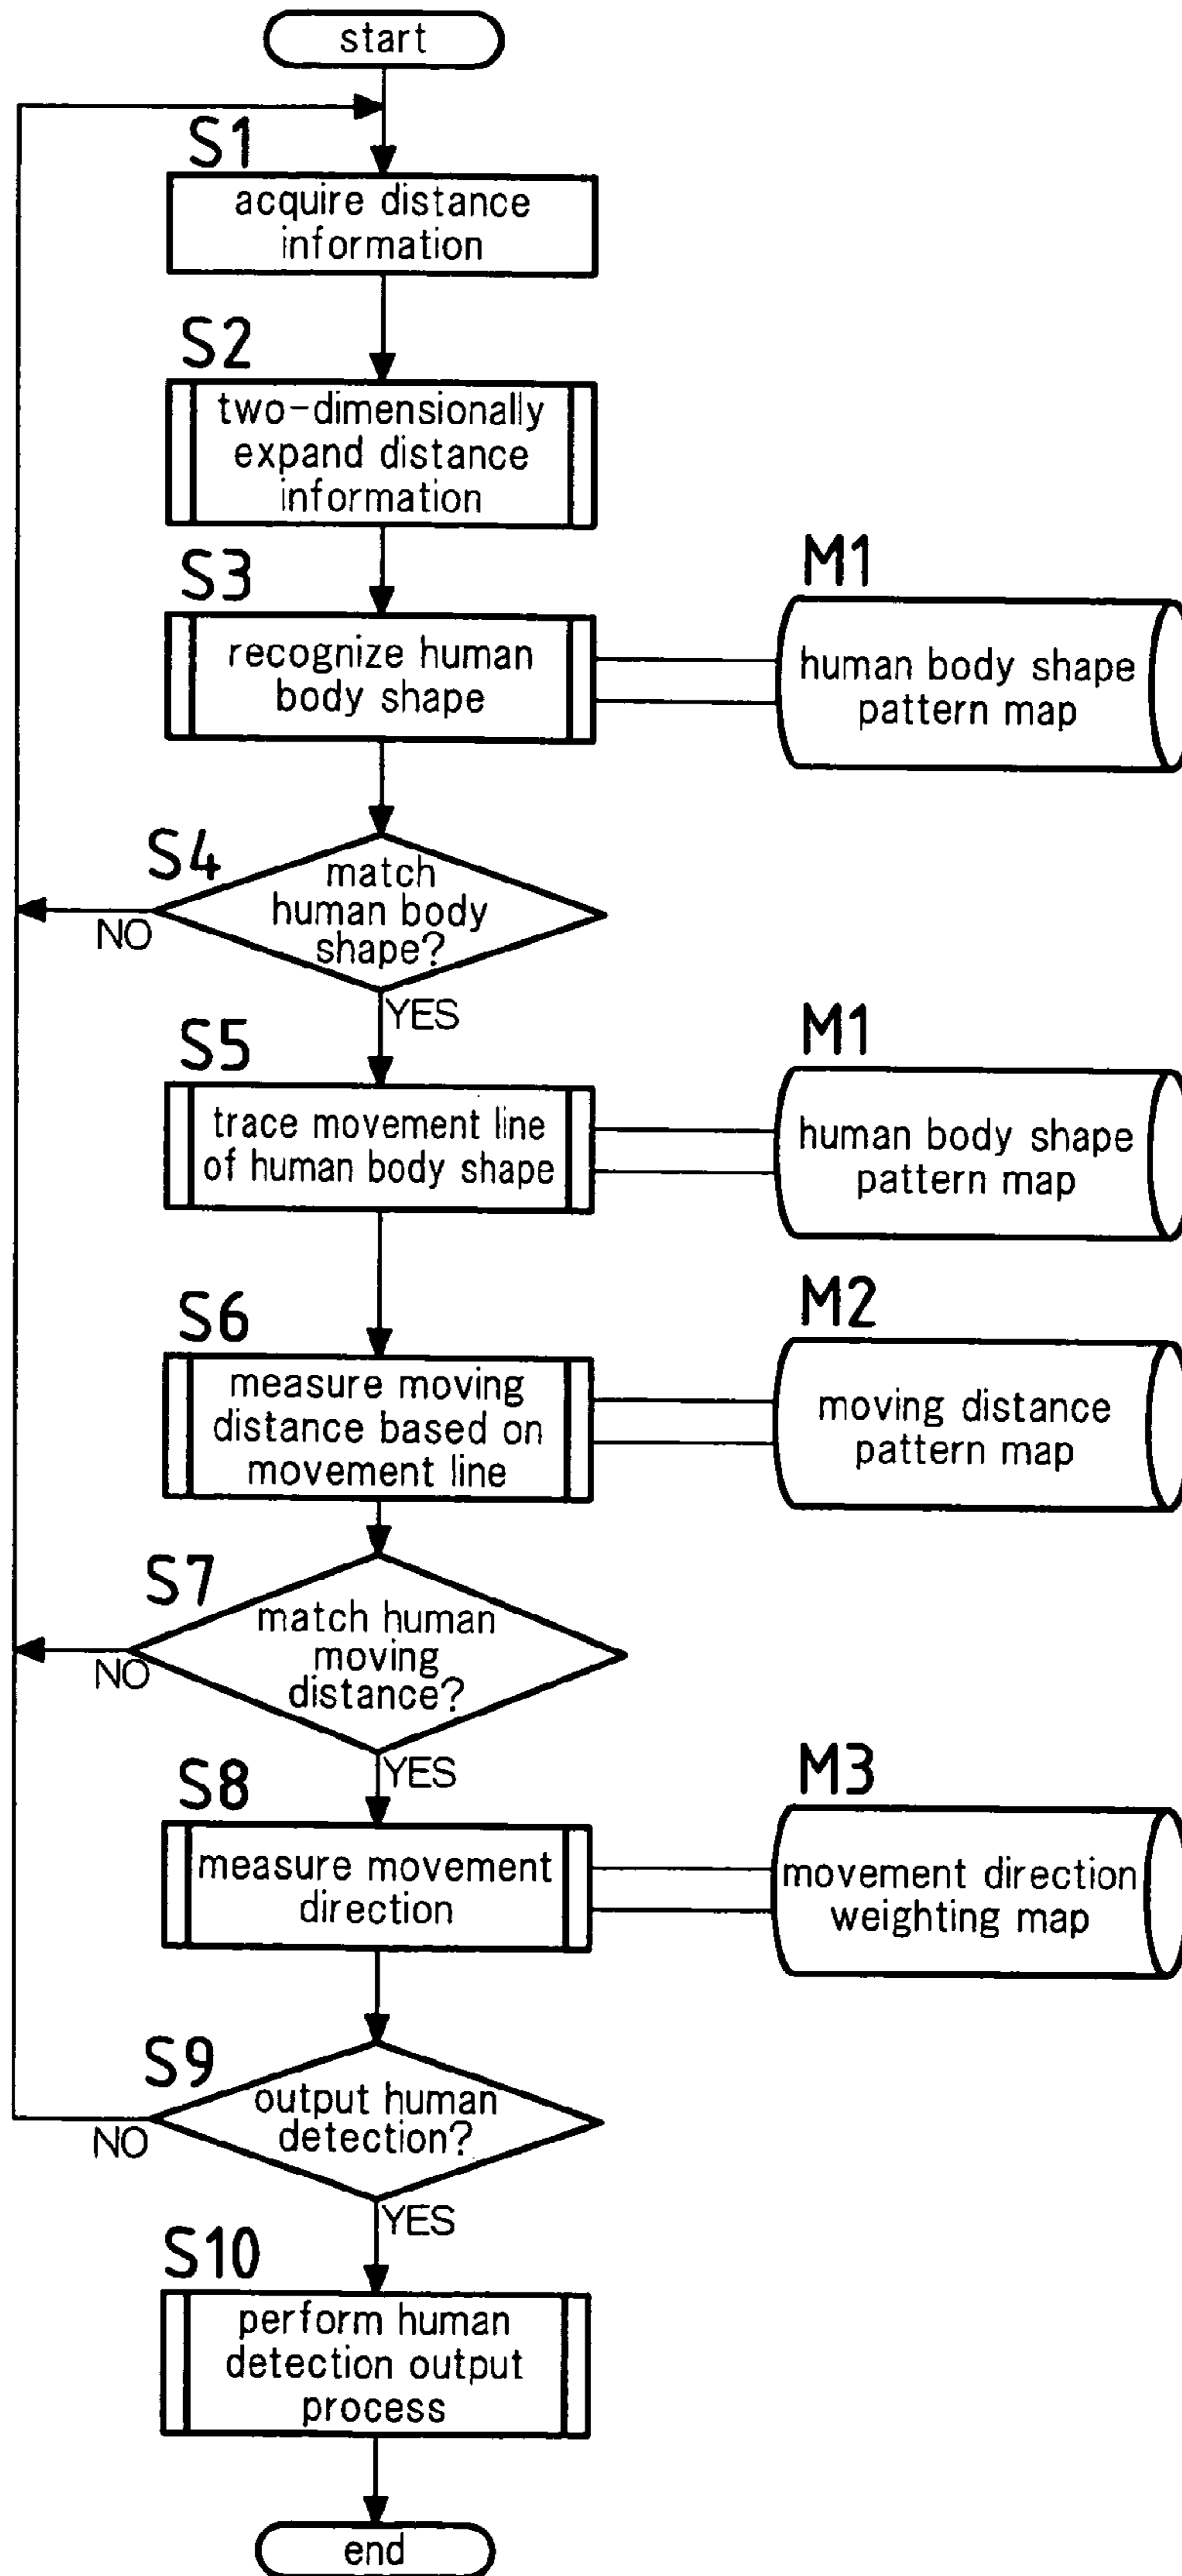 start
S1
acquire distance
information
S2
two-dimensionally
expand distance
information
S3
recognize human
body shape
M1
human body shape
pattern map
S4
match
human body
shape?
NO
YES
S5
trace movement line
of human body shape
M1
human body shape
pattern map
S6
measure moving
distance based on
movement line
M2
moving distance
pattern map
S7
match human
moving
distance?
NO
YES
S8
measure movement
direction
M3
movement direction
weighting map
S9
output human
detection?
NO
YES
S10
perform human
detection output
process
end